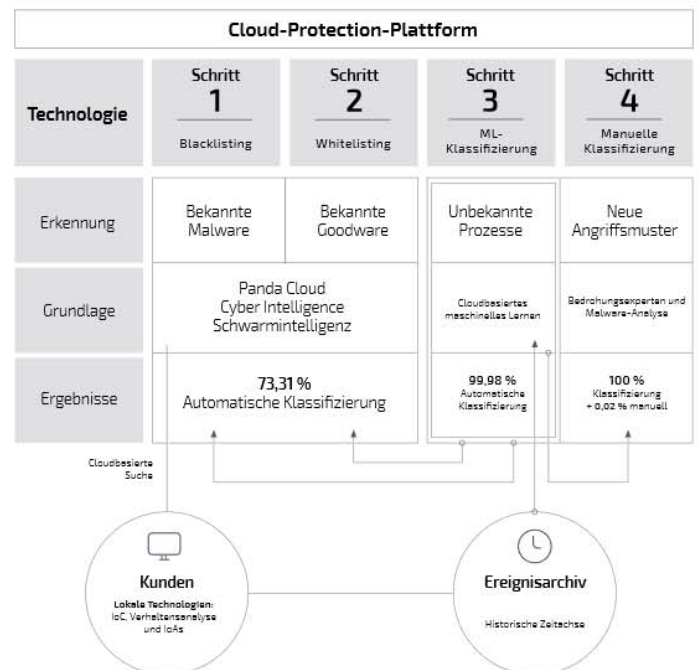 Cloud-Protection-Plattform
Technologie
Schritt
1
Blacklisting
Schritt
2
Whitelisting
Schritt
3
ML-
Klassifizierung
Schritt
4
Manuelle
Klassifizierung
Erkennung
Bekannte
Malware
Bekannte
Goodware
Unbekannte
Prozesse
Neue
Angriffsmuster
Grundlage
Panda Cloud
Cyber Intelligence
Schwarmintelligenz
Cloudbasiertes
maschinelles Lernen
Bedrohungsexperten und
Malware-Analyse
Ergebnisse
73,31 %
Automatische Klassifizierung
99,98 %
Automatische
Klassifizierung
100 %
Klassifizierung
+ 0,02 % manuell
Cloudbasierte
Suche
Kunden
Lokale Technologien:
IoC, Verhaltensanalyse
und IoAs
Ereignisarchiv
Historische Zeitachse